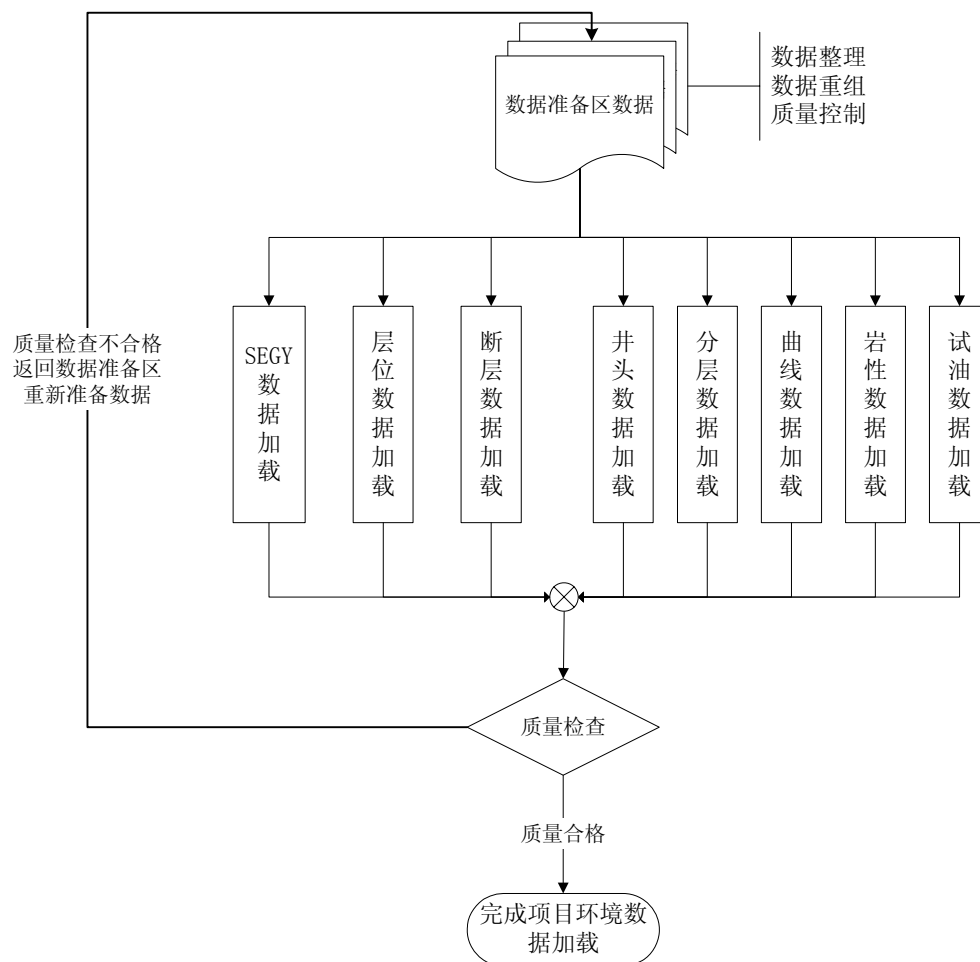 数据整理
数据重组
质量控制
数据准备区数据
质量检查不合格
返回数据准备区
重新准备数据
SEGY
数据加载
层位数据加载
断层数据加载
井头数据加载
分层数据加载
曲线数据加载
岩性数据加载
试油数据加载
质量检查
质量合格
完成项目环境数
据加载